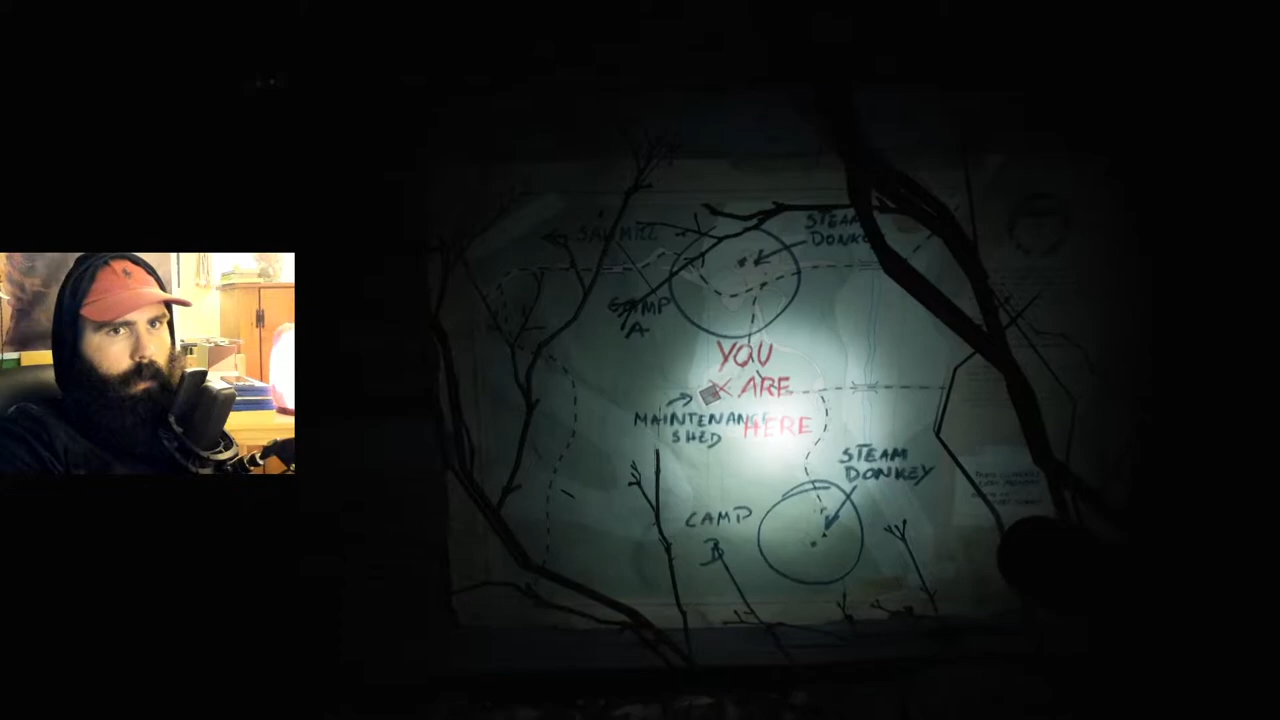 SAWMILL
STEAM
DONKEY
CAMP
A
YOU
ARE
HERE
MAINTENANCE
SHED
STEAM
DONKEY
CAMP
B